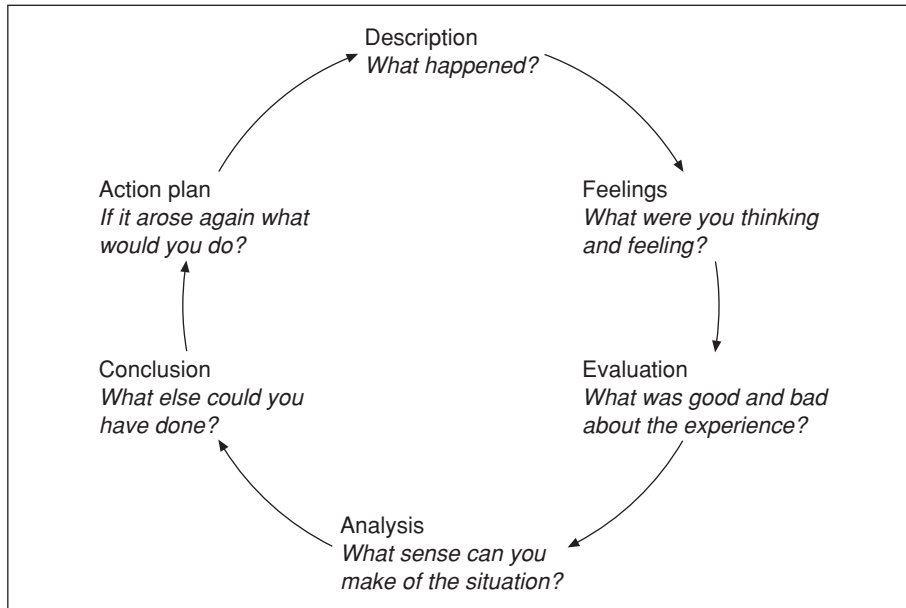 Description
What happened?
Feelings
What were you thinking
and feeling?
Evaluation
What was good and bad
about the experience?
Analysis
What sense can you
make of the situation?
Conclusion
What else could you
have done?
Action plan
If it arose again what
would you do?